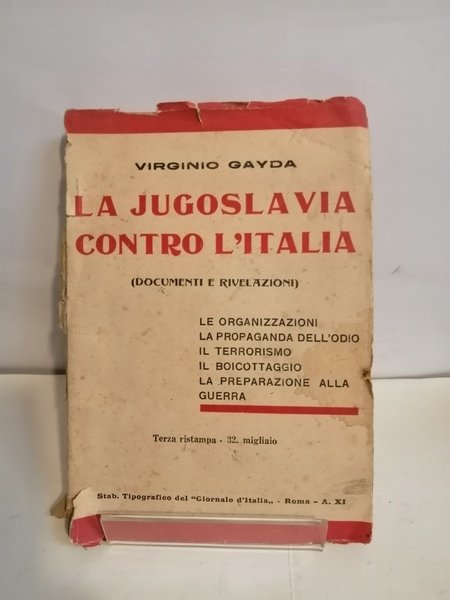 VIRGINIO GAYDA
LA JUGOSLAVIA
CONTRO L'ITALIA
(DOCUMENTI E RIVELAZIONI)
LE ORGANIZZAZIONI
LA PROPAGANDA DELL'ODIO
IL TERRORISMO
IL BOICOTTAGGIO
LA PREPARAZIONE ALLA
GUERRA
Terza ristampa - 32. migliaio
Stab. Tipografico del "Giornale d'Italia„ - Roma - A. XI